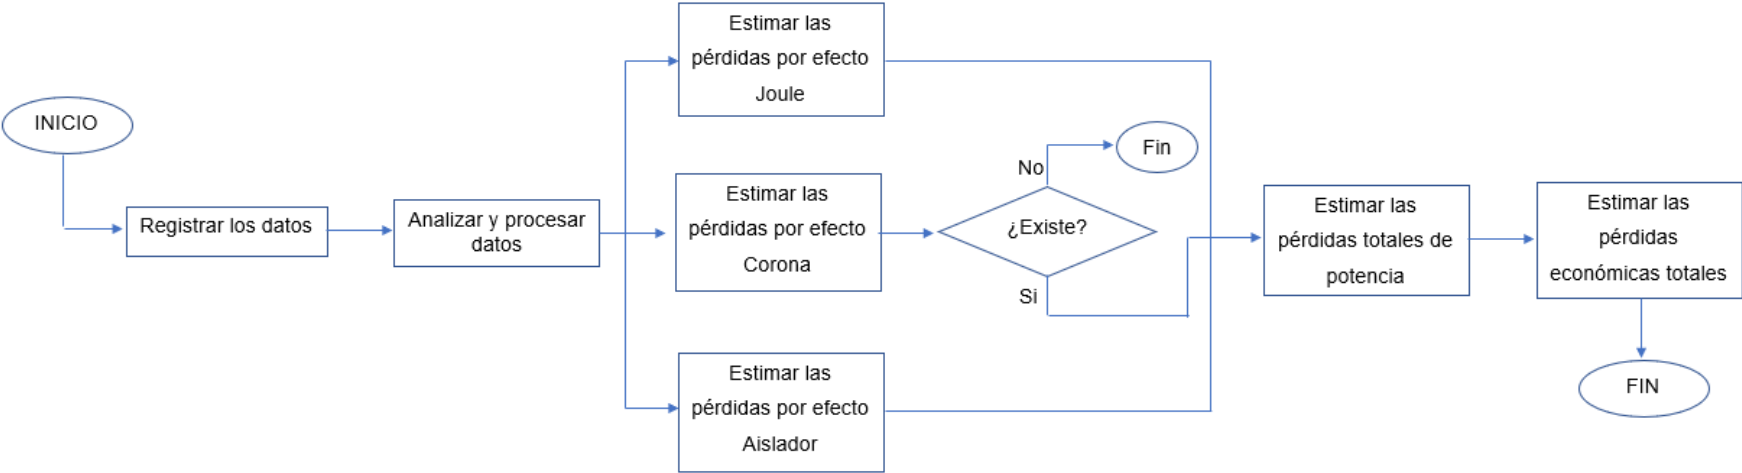 INICIO
Registrar los datos
Analizar y procesar
datos
Estimar las
pérdidas por efecto
Joule
Estimar las
pérdidas por efecto
Corona
Estimar las
pérdidas por efecto
Aislador
¿Existe?
No
Fin
Si
Estimar las
pérdidas totales de
potencia
Estimar las
pérdidas
económicas totales
FIN